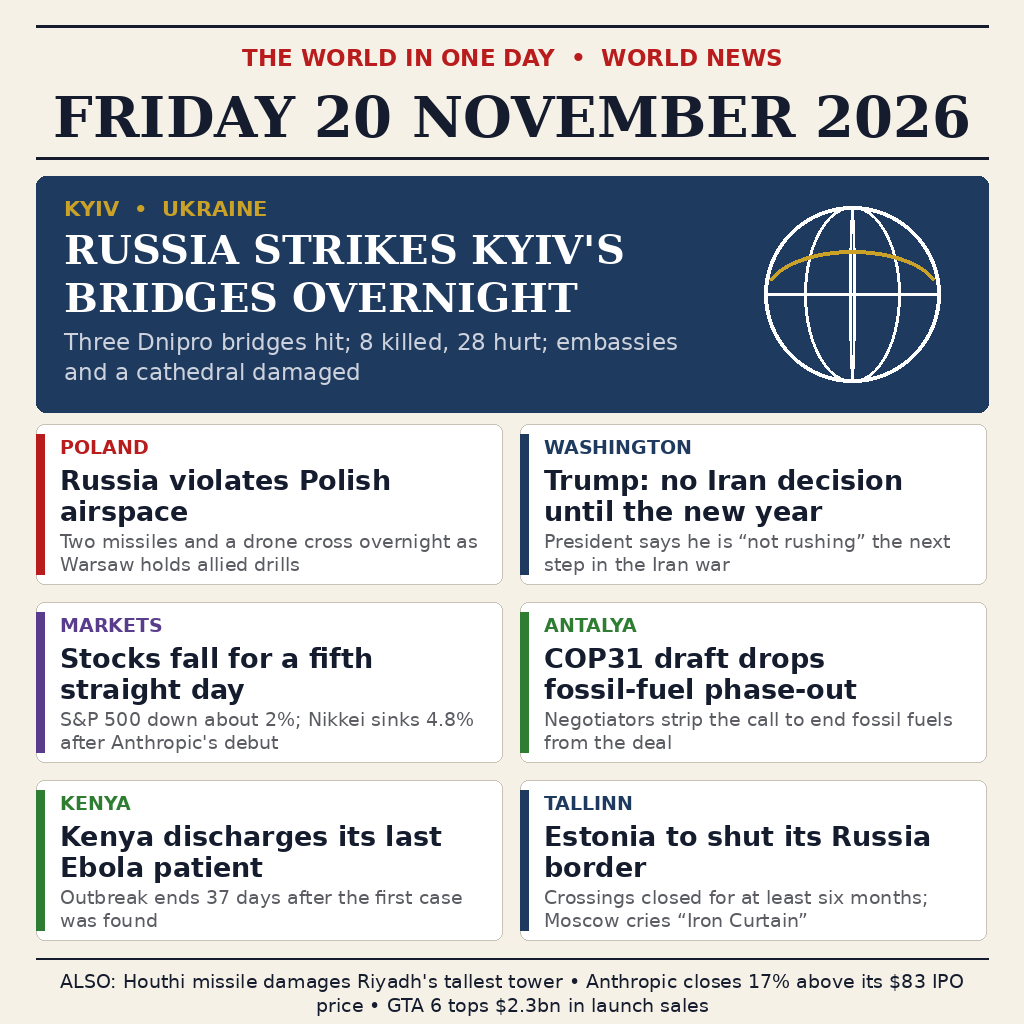 THE WORLD IN ONE DAY • WORLD NEWS
FRIDAY 20 NOVEMBER 2026
KYIV • UKRAINE
RUSSIA STRIKES KYIV'S
BRIDGES OVERNIGHT
Three Dnipro bridges hit; 8 killed, 28 hurt; embassies
and a cathedral damaged
POLAND
Russia violates Polish
airspace
Two missiles and a drone cross overnight as
Warsaw holds allied drills
WASHINGTON
Trump: no Iran decision
until the new year
President says he is “not rushing” the next
step in the Iran war
MARKETS
Stocks fall for a fifth
straight day
S&P 500 down about 2%; Nikkei sinks 4.8%
after Anthropic's debut
ANTALYA
COP31 draft drops
fossil-fuel phase-out
Negotiators strip the call to end fossil fuels
from the deal
KENYA
Kenya discharges its last
Ebola patient
Outbreak ends 37 days after the first case
was found
TALLINN
Estonia to shut its Russia
border
Crossings closed for at least six months;
Moscow cries “Iron Curtain”
ALSO: Houthi missile damages Riyadh's tallest tower • Anthropic closes 17% above its $83 IPO
price • GTA 6 tops $2.3bn in launch sales